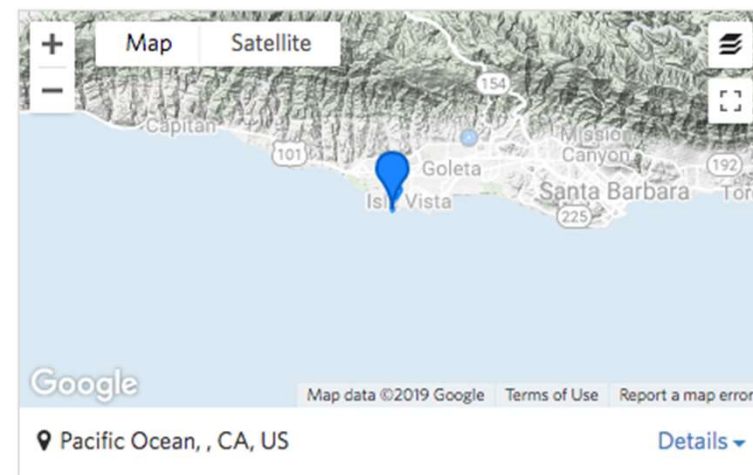 +
Map Satellite
−
154
Capitan
101
Mission
Canyon
192
Goleta
Isla Vista
Santa Barbara
Tor
225
Google
Map data ©2019 Google Terms of Use Report a map error
Pacific Ocean, , CA, US Details